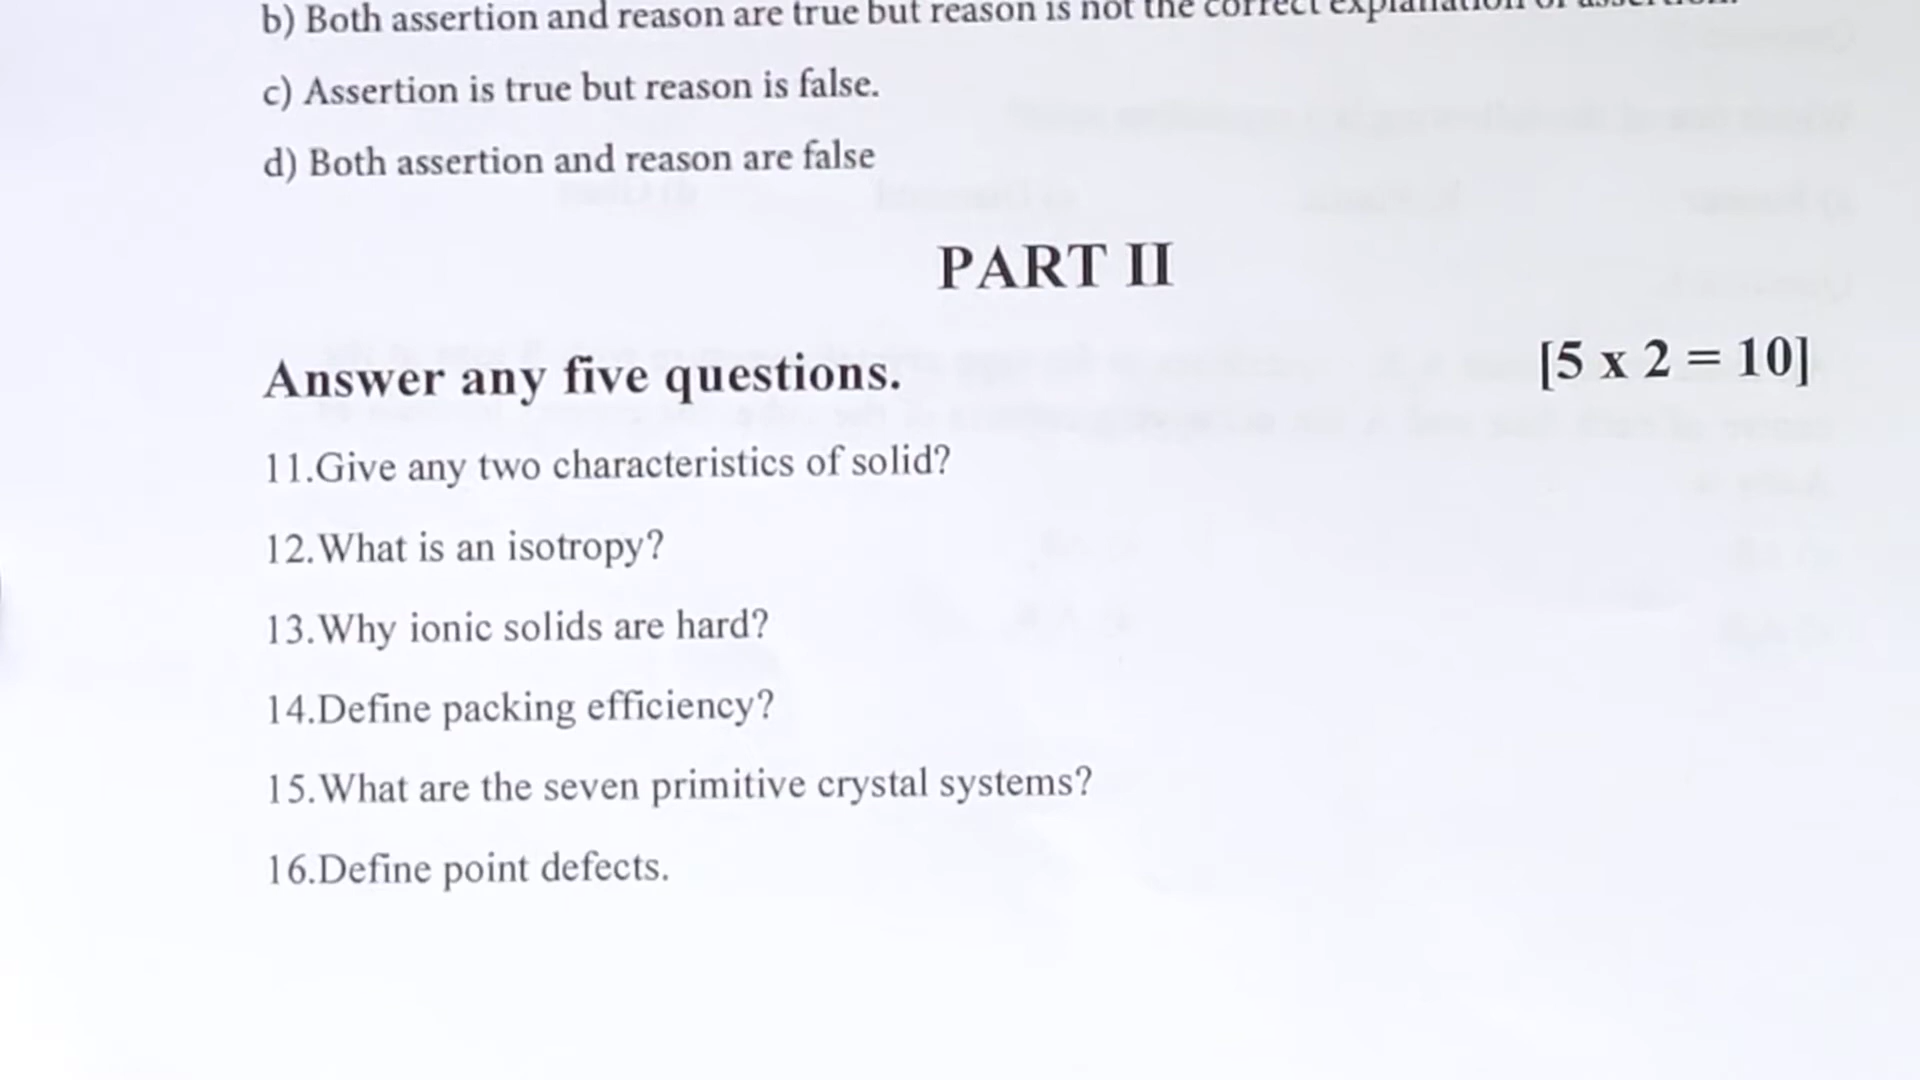 b) Both assertion and reason are true but reason is not the correct explanation of assertion.
c) Assertion is true but reason is false.
d) Both assertion and reason are false
PART II
Answer any five questions. [5 x 2 = 10]
11.Give any two characteristics of solid?
12.What is an isotropy?
13.Why ionic solids are hard?
14.Define packing efficiency?
15.What are the seven primitive crystal systems?
16.Define point defects.